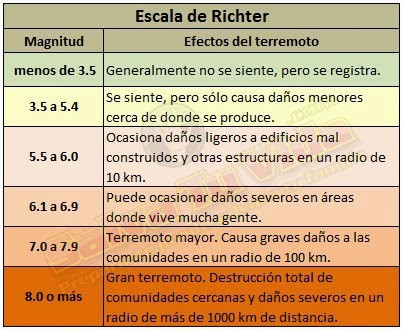 Escala de Richter
Magnitud Efectos del terremoto
menos de 3.5 Generalmente no se siente, pero se registra.
3.5 a 5.4 Se siente, pero sólo causa daños menores
cerca de donde se produce.
5.5 a 6.0 Ocasiona daños ligeros a edificios mal
construidos y otras estructuras en un radio de
10 km.
6.1 a 6.9 Puede ocasionar daños severos en áreas
donde vive mucha gente.
7.0 a 7.9 Terremoto mayor. Causa graves daños a las
comunidades en un radio de 100 km.
8.0 o más Gran terremoto. Destrucción total de
comunidades cercanas y daños severos en un
radio de más de 1000 km de distancia.